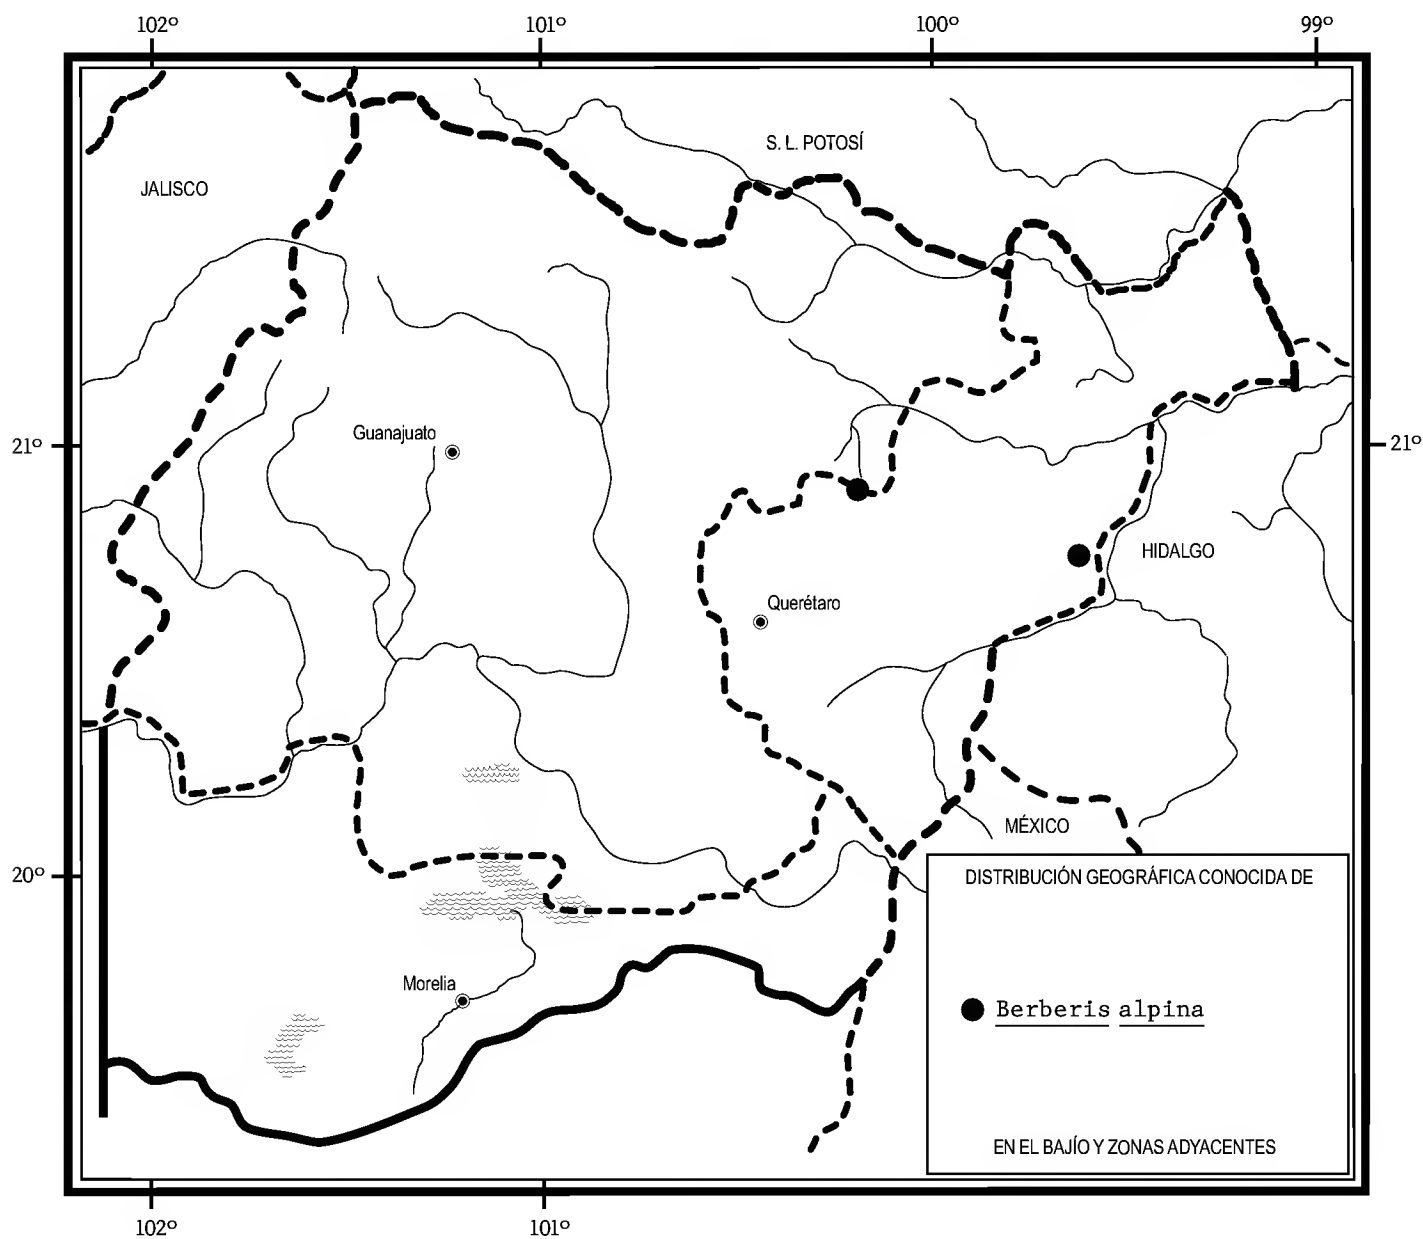 102º 101º 100º 99º
S. L. POTOSÍ
JALISCO
Guanajuato
21º 21º
HIDALGO
Querétaro
MÉXICO
20º
DISTRIBUCIÓN GEOGRÁFICA CONOCIDA DE
Morelia
Berberis alpina
EN EL BAJÍO Y ZONAS ADYACENTES
102º 101º